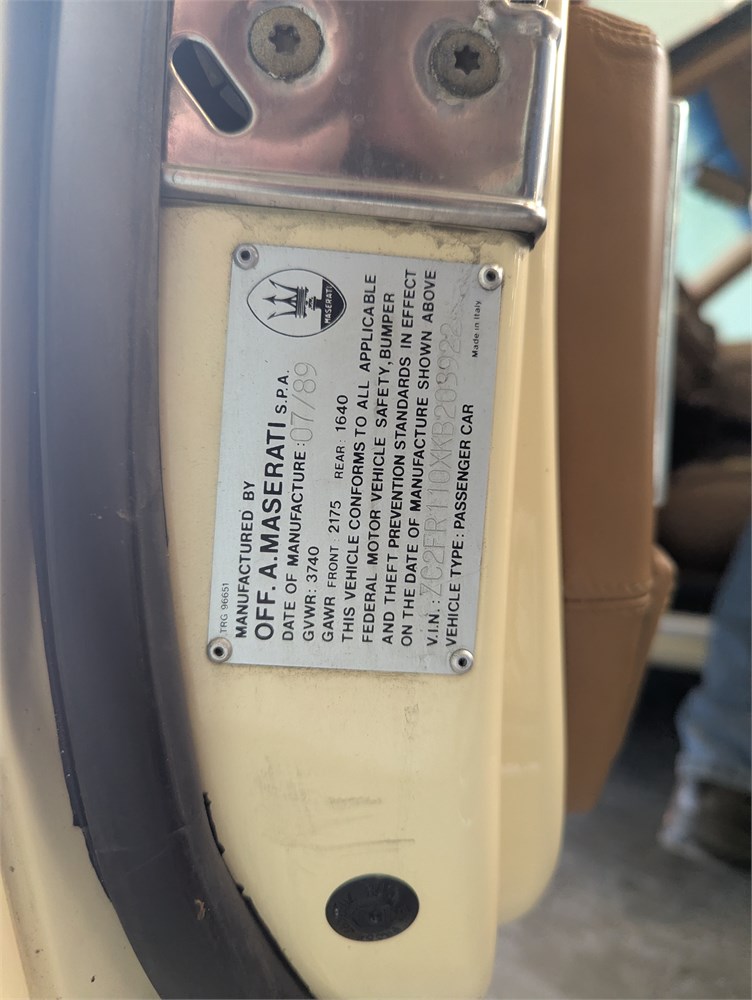 TRG 96651
MASERATI
MANUFACTURED BY
OFF. A. MASERATI S.P.A.
DATE OF MANUFACTURE : 07/89
GVWR: 3740
GAWR FRONT : 2175 REAR : 1640
THIS VEHICLE CONFORMS TO ALL APPLICABLE
FEDERAL MOTOR VEHICLE SAFETY, BUMPER
AND THEFT PREVENTION STANDARDS IN EFFECT
ON THE DATE OF MANUFACTURE SHOWN ABOVE
V.I.N.:
VEHICLE TYPE: PASSENGER CAR
Made in Italy